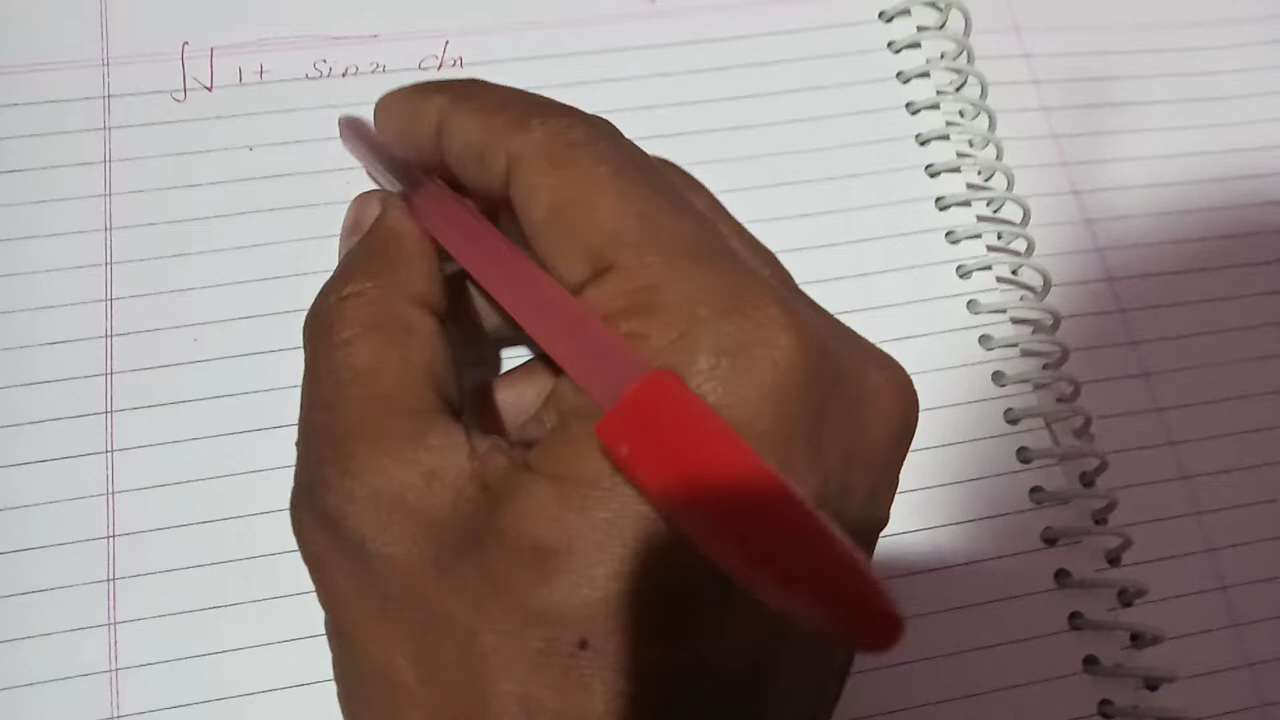 ∫√1+ sinx dx